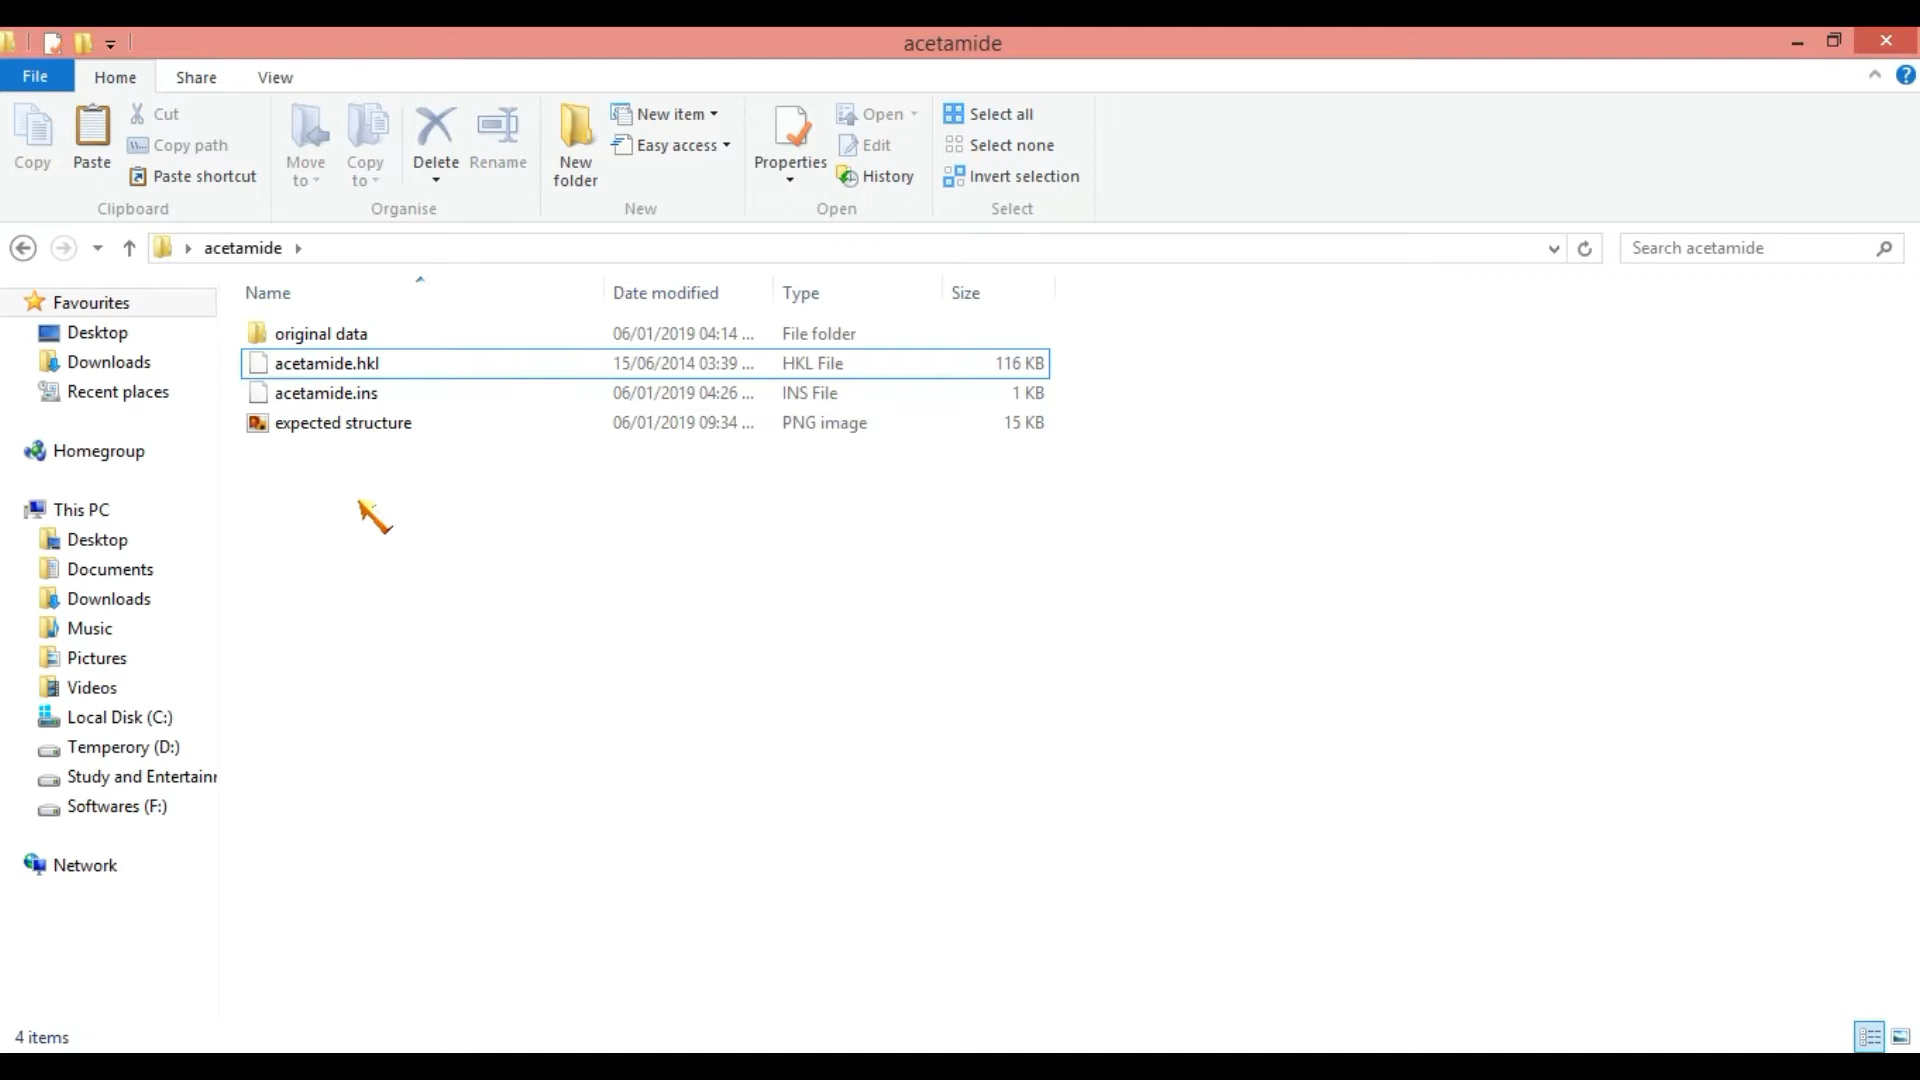 acetamide
File Home Share View
Copy
Paste
Cut
Copy path
Paste shortcut
Clipboard
Move to
Copy to
Delete
Rename
Organise
New folder
New item
Easy access
New
Properties
Open
Edit
History
Open
Select all
Select none
Invert selection
Select
acetamide
Search acetamide
Favourites
Desktop
Downloads
Recent places
Homegroup
This PC
Desktop
Documents
Downloads
Music
Pictures
Videos
Local Disk (C:)
Temperory (D:)
Study and Entertain
Softwares (F:)
Network
Name Date modified Type Size
original data 06/01/2019 04:14 ... File folder
acetamide.hkl 15/06/2014 03:39 ... HKL File 116 KB
acetamide.ins 06/01/2019 04:26 ... INS File 1 KB
expected structure 06/01/2019 09:34 ... PNG image 15 KB
4 items